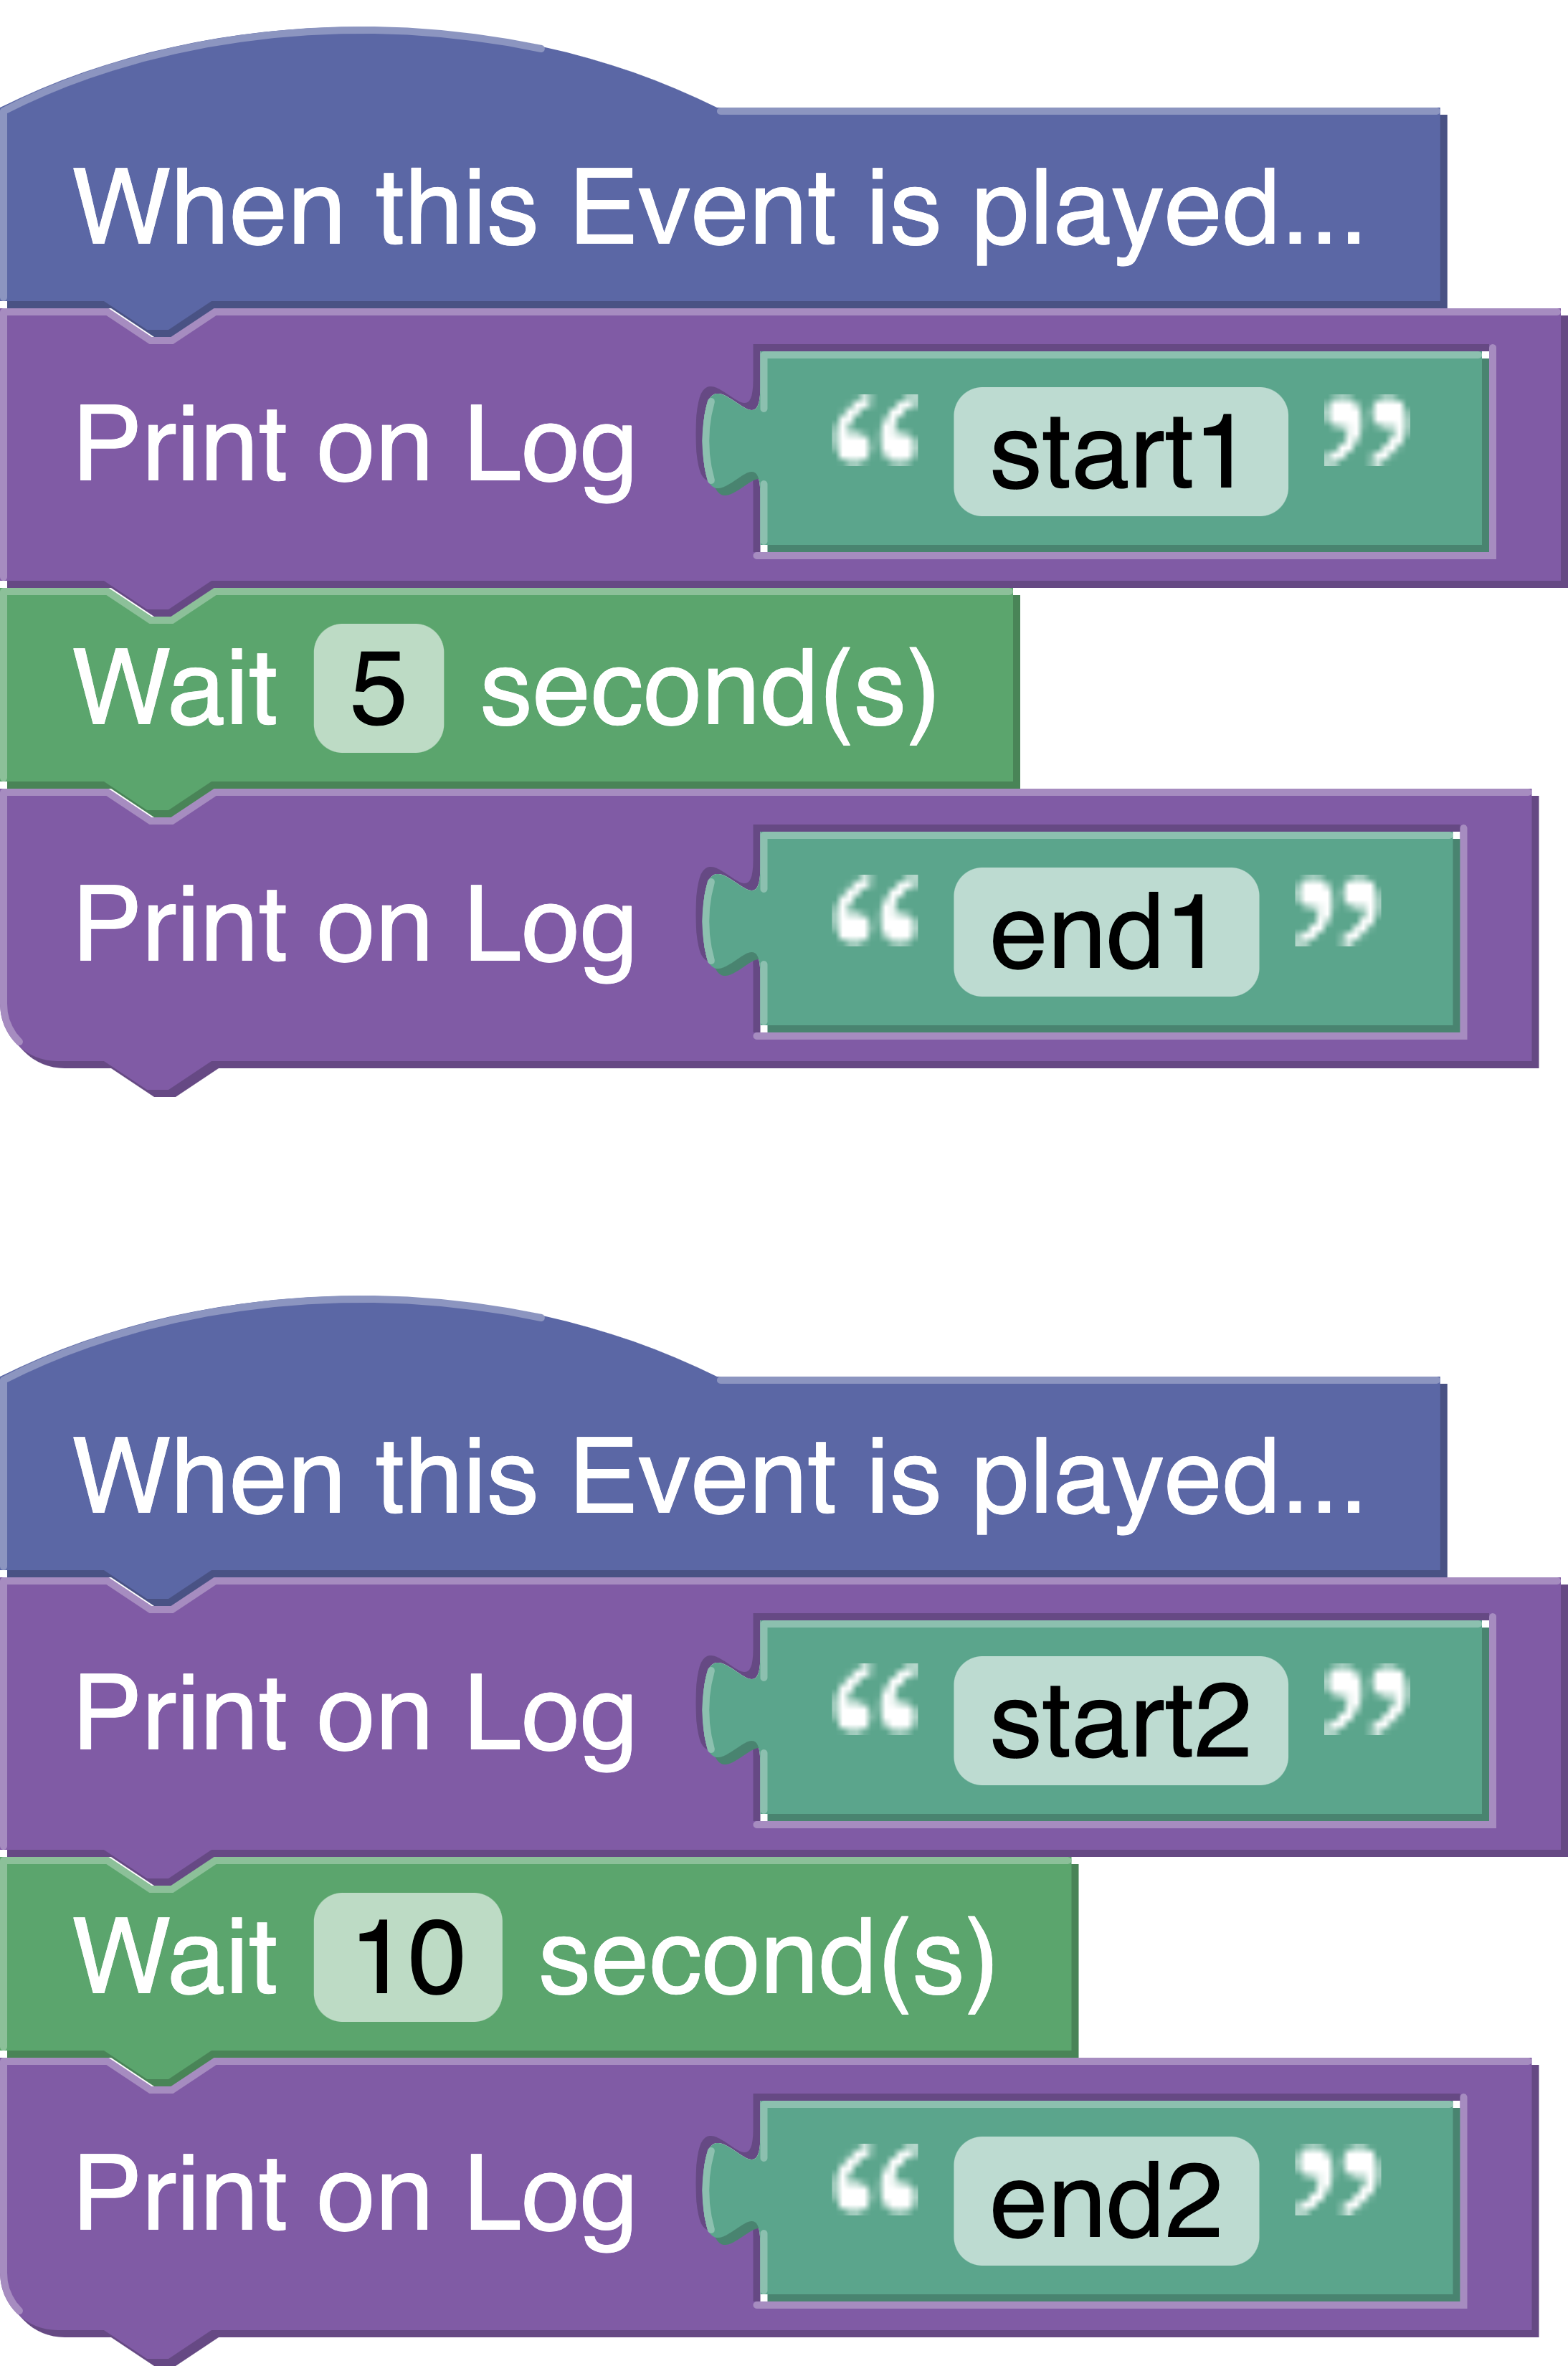 When this Event is played...
Print on Log “ start1 ”
Wait 5 second(s)
Print on Log “ end1 ”
When this Event is played...
Print on Log “ start2 ”
Wait 10 second(s)
Print on Log “ end2 ”